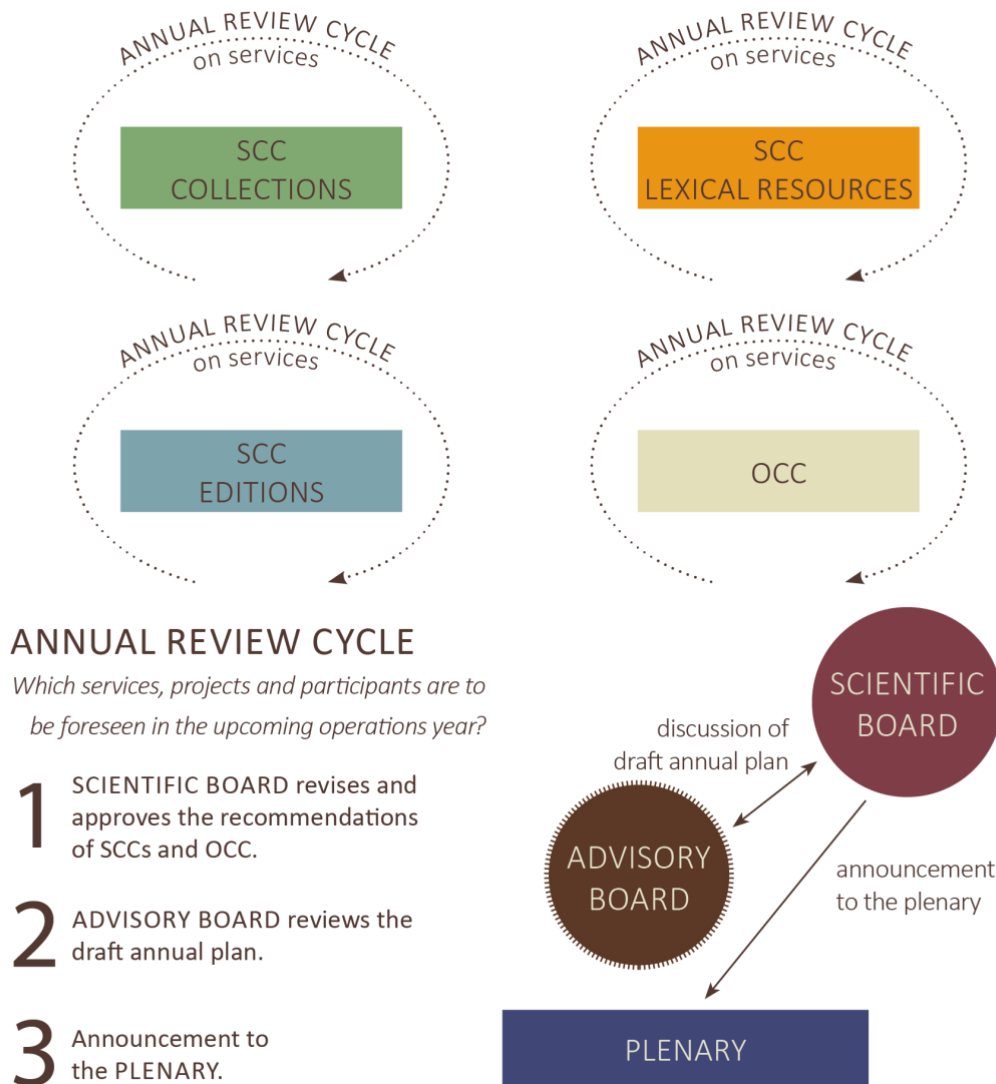 ANNUAL REVIEW CYCLE
on services
SCC
COLLECTIONS
ANNUAL REVIEW CYCLE
on services
SCC
LEXICAL RESOURCES
ANNUAL REVIEW CYCLE
on services
SCC
EDITIONS
ANNUAL REVIEW CYCLE
on services
OCC
ANNUAL REVIEW CYCLE
Which services, projects and participants are to
be foreseen in the upcoming operations year?
1
SCIENTIFIC BOARD revises and
approves the recommendations
of SCCs and OCC.
2
ADVISORY BOARD reviews the
draft annual plan.
3
Announcement to
the PLENARY.
SCIENTIFIC
BOARD
discussion of
draft annual plan
ADVISORY
BOARD
announcement
to the plenary
PLENARY